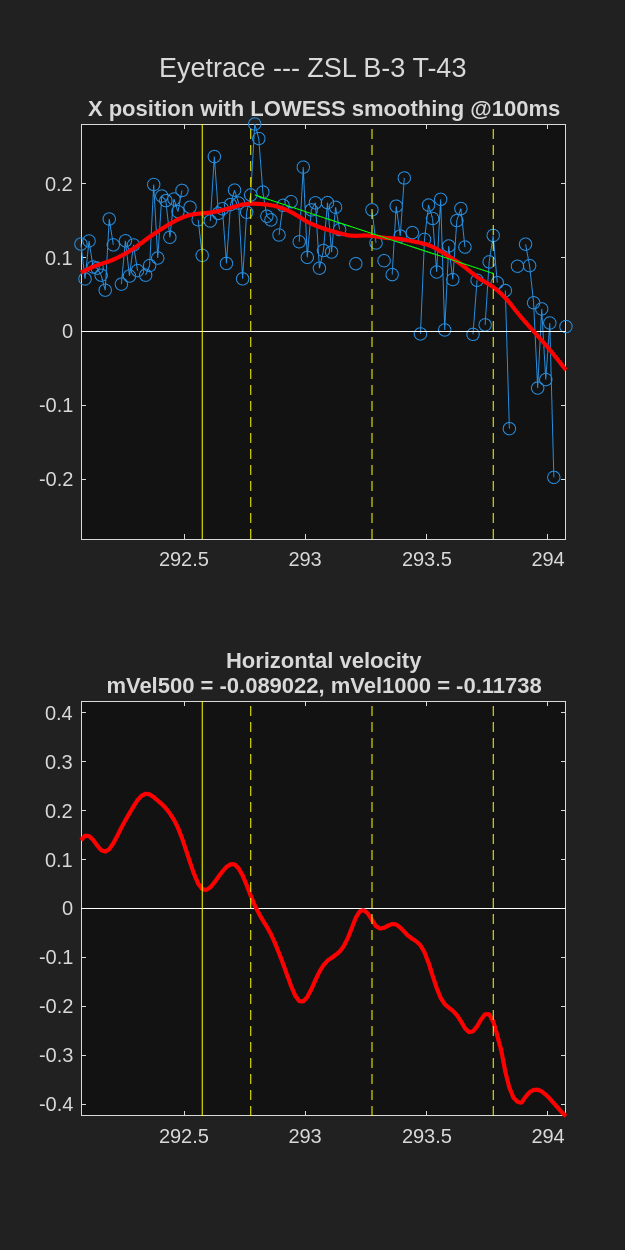 Eyetrace --- ZSL B-3 T-43
X position with LOWESS smoothing @100ms
0.2
0.1
0
-0.1
-0.2
292.5 293 293.5 294
Horizontal velocity
mVel500 = -0.089022, mVel1000 = -0.11738
0.4
0.3
0.2
0.1
0
-0.1
-0.2
-0.3
-0.4
292.5 293 293.5 294